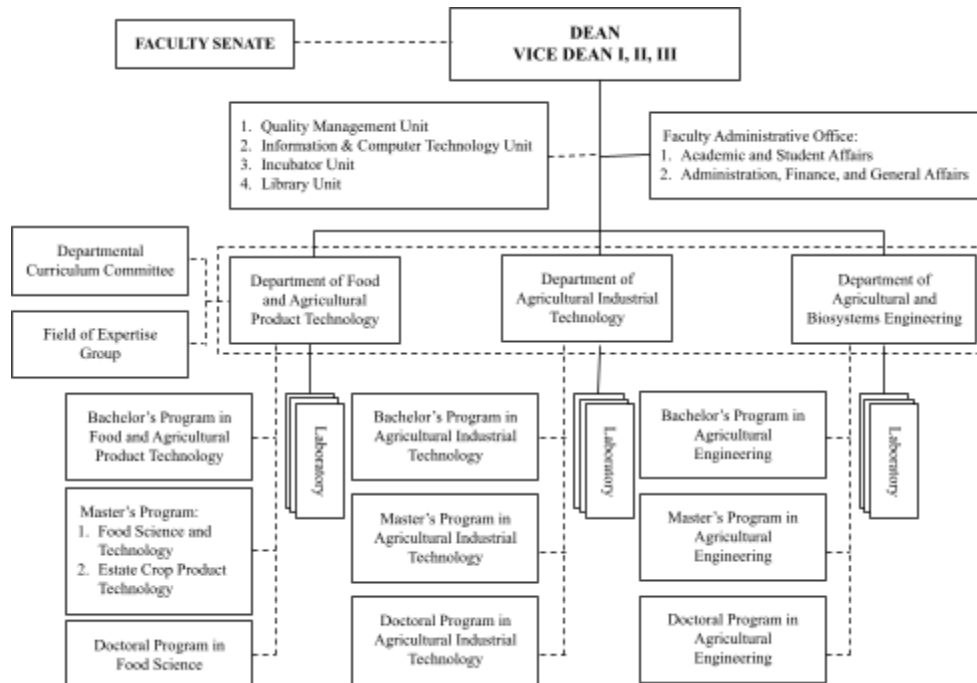 FACULTY SENATE
DEAN
VICE DEAN I, II, III
1. Quality Management Unit
2. Information & Computer Technology Unit
3. Incubator Unit
4. Library Unit
Faculty Administrative Office:
1. Academic and Student Affairs
2. Administration, Finance, and General Affairs
Departmental
Curriculum Committee
Field of Expertise
Group
Department of Food
and Agricultural
Product Technology
Department of
Agricultural Industrial
Technology
Department of
Agricultural and
Biosystems Engineering
Bachelor's Program in
Food and Agricultural
Product Technology
Laboratory
Bachelor's Program in
Agricultural Industrial
Technology
Laboratory
Bachelor's Program in
Agricultural
Engineering
Laboratory
Master's Program:
1. Food Science and
Technology
2. Estate Crop Product
Technology
Master's Program in
Agricultural Industrial
Technology
Master's Program in
Agricultural
Engineering
Doctoral Program in
Food Science
Doctoral Program in
Agricultural Industrial
Technology
Doctoral Program in
Agricultural
Engineering